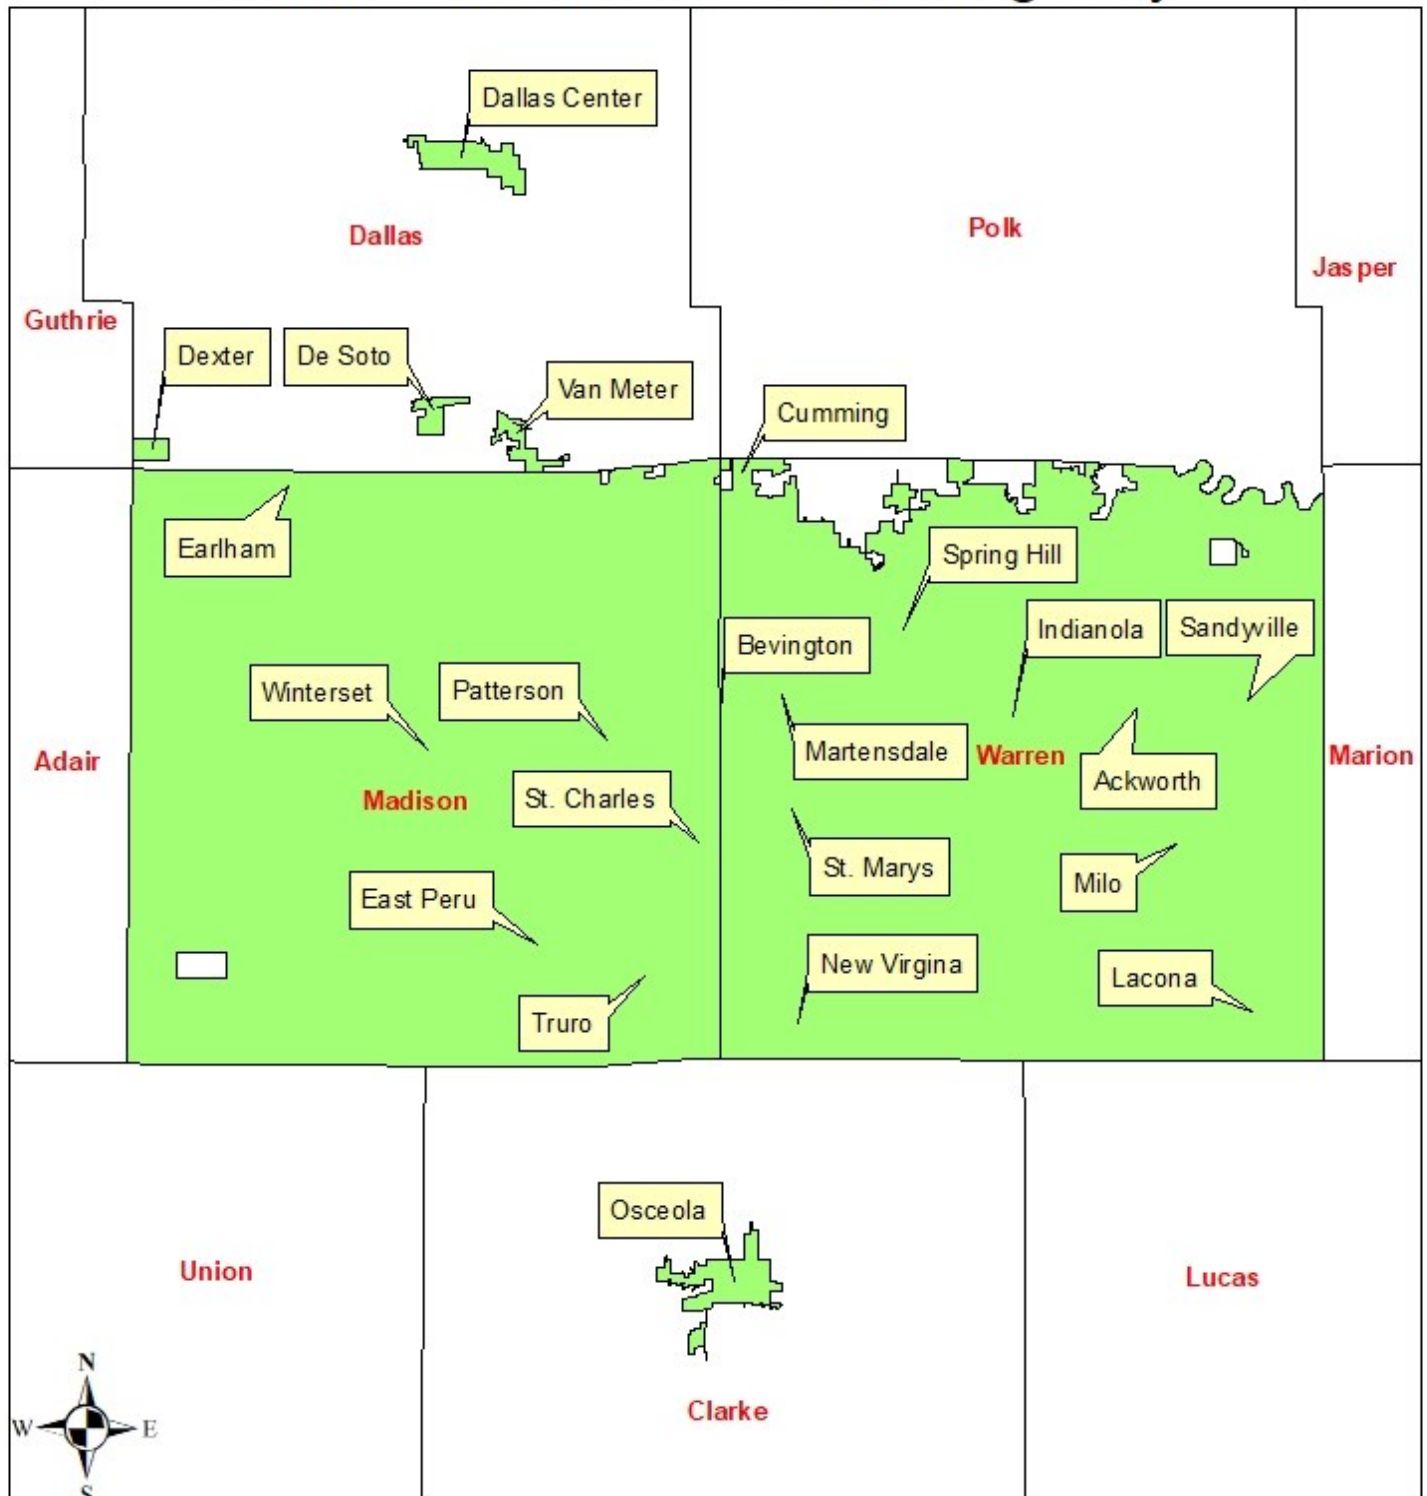 Dallas Center
Dallas
Polk
Jasper
Guthrie
Dexter
De Soto
Van Meter
Cumming
Earlham
Spring Hill
Bevington
Indianola
Sandyville
Winterset
Patterson
Adair
Martensdale
Warren
Marion
Ackworth
Madison
St. Charles
St. Marys
Milo
East Peru
New Virgina
Lacona
Truro
Osceola
Union
Lucas
Clarke
N
W
E
S